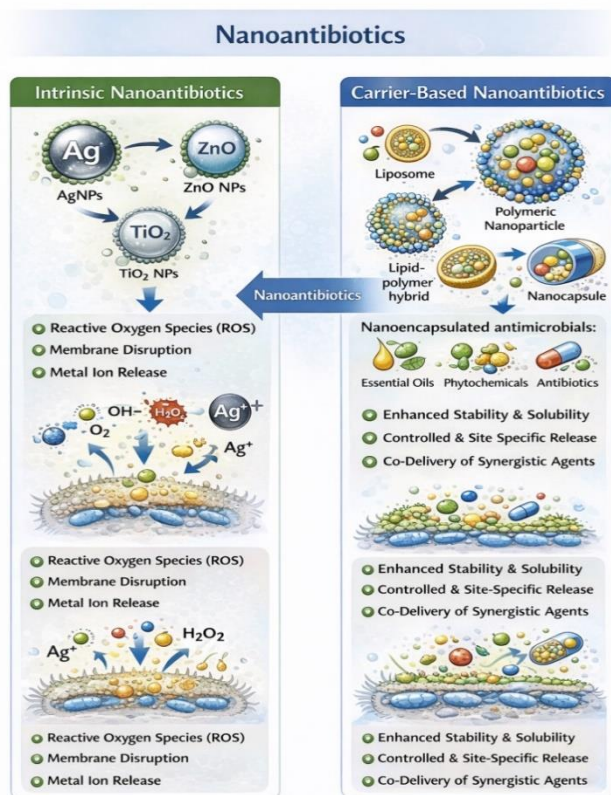 Nanoantibiotics
Intrinsic Nanoantibiotics
Ag
AgNPs
ZnO
ZnO NPs
TiO₂
TiO₂ NPs
Reactive Oxygen Species (ROS)
Membrane Disruption
Metal Ion Release
O₂
OH−
H₂O
Ag⁺+
Ag⁺
Reactive Oxygen Species (ROS)
Membrane Disruption
Metal Ion Release
Ag⁺
H₂O₂
Reactive Oxygen Species (ROS)
Membrane Disruption
Metal Ion Release
Nanoantibiotics
Carrier-Based Nanoantibiotics
Liposome
Polymeric
Nanoparticle
Lipid-
polymer
hybrid
Nanocapsule
Nanoencapsulated antimicrobials:
Essential Oils
Phytochemicals
Antibiotics
Enhanced Stability & Solubility
Controlled & Site Specific Release
Co-Delivery of Synergistic Agents
Enhanced Stability & Solubility
Controlled & Site-Specific Release
Co-Delivery of Synergistic Agents
Enhanced Stability & Solubility
Controlled & Site-Specific Release
Co-Delivery of Synergistic Agents